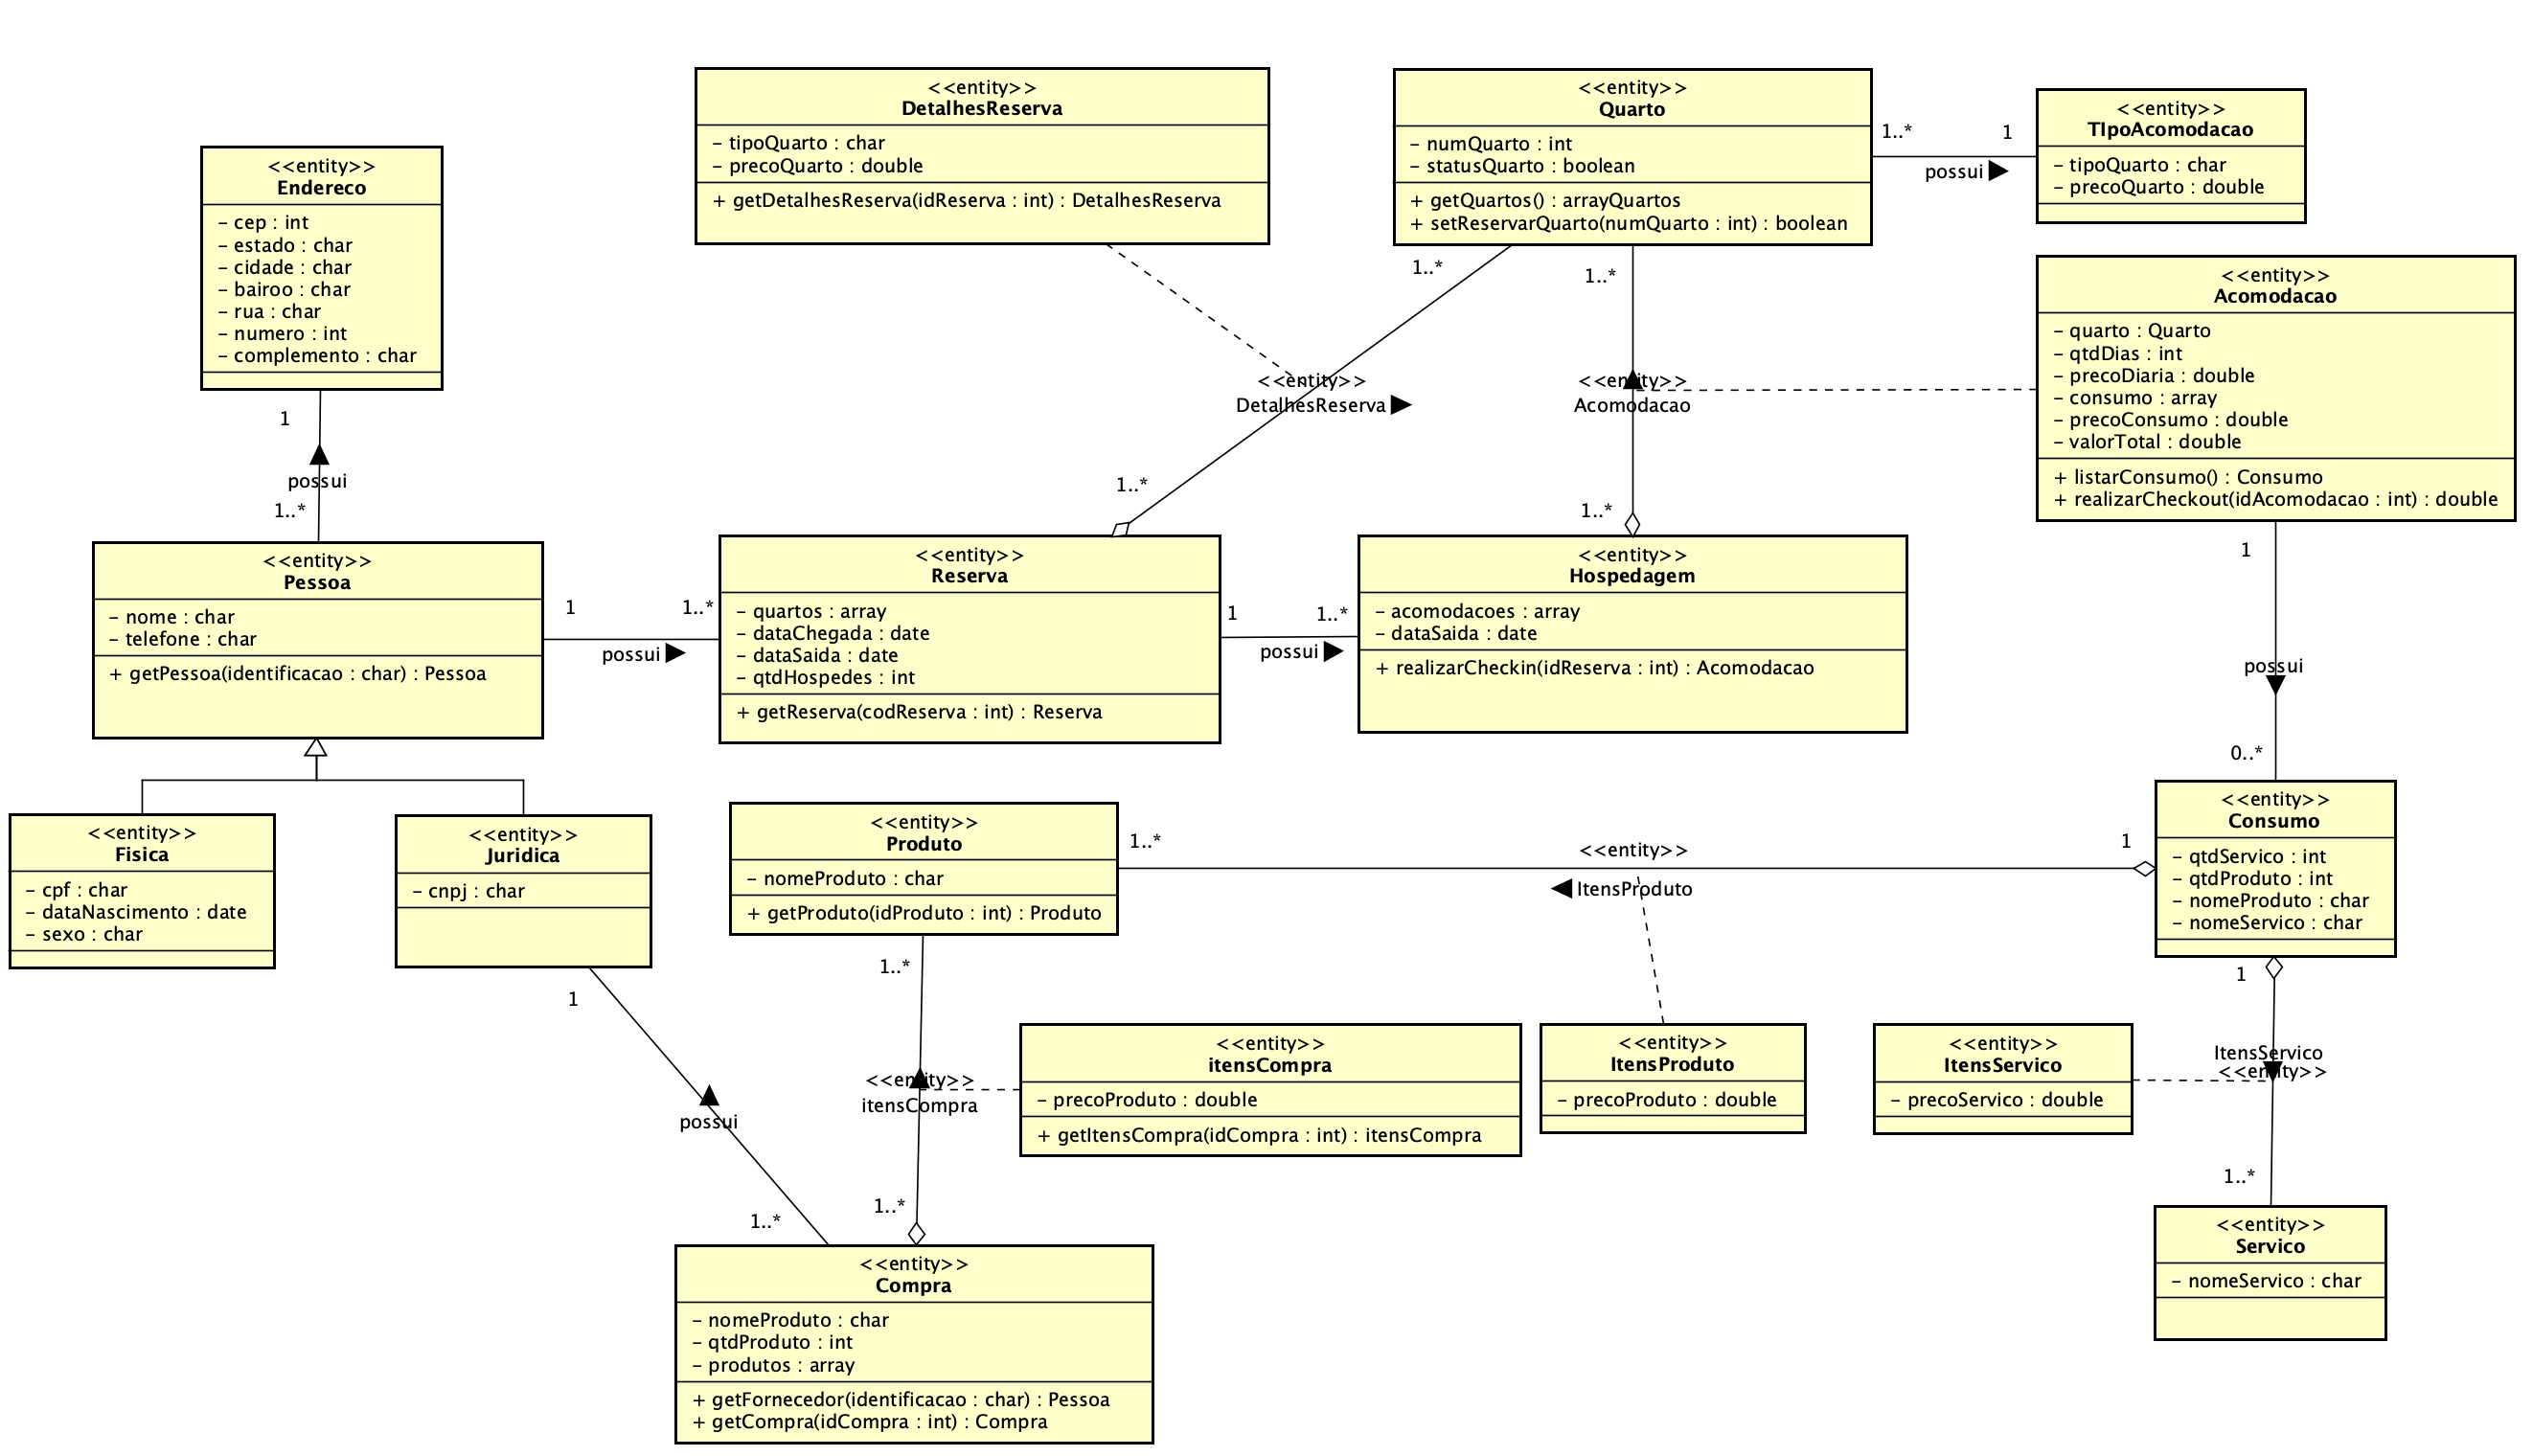 <<entity>>
DetalhesReserva
- tipoQuarto : char
- precoQuarto : double
+ getDetalhesReserva(idReserva : int) : DetalhesReserva
<<entity>>
Quarto
- numQuarto : int
- statusQuarto : boolean
+ getQuartos() : arrayQuartos
+ setReservarQuarto(numQuarto : int) : boolean
1..*
1
possui
<<entity>>
TIpoAcomodacao
- tipoQuarto : char
- precoQuarto : double
<<entity>>
Endereco
- cep : int
- estado : char
- cidade : char
- bairoo : char
- rua : char
- numero : int
- complemento : char
1
possui
1..*
1..*
<<entity>>
DetalhesReserva
1..*
1..*
<<entity>>
Acomodacao
1..*
<<entity>>
Acomodacao
- quarto : Quarto
- qtdDias : int
- precoDiaria : double
- consumo : array
- precoConsumo : double
- valorTotal : double
+ listarConsumo() : Consumo
+ realizarCheckout(idAcomodacao : int) : double
<<entity>>
Pessoa
- nome : char
- telefone : char
+ getPessoa(identificacao : char) : Pessoa
1
1..*
possui
<<entity>>
Reserva
- quartos : array
- dataChegada : date
- dataSaida : date
- qtdHospedes : int
+ getReserva(codReserva : int) : Reserva
1
1..*
possui
<<entity>>
Hospedagem
- acomodacoes : array
- dataSaida : date
+ realizarCheckin(idReserva : int) : Acomodacao
1
possui
0..*
<<entity>>
Fisica
- cpf : char
- dataNascimento : date
- sexo : char
<<entity>>
Juridica
- cnpj : char
<<entity>>
Produto
- nomeProduto : char
+ getProduto(idProduto : int) : Produto
1..*
<<entity>>
ItensProduto
1
<<entity>>
Consumo
- qtdServico : int
- qtdProduto : int
- nomeProduto : char
- nomeServico : char
1
possui
1..*
1..*
<<entity>>
itensCompra
1..*
<<entity>>
itensCompra
- precoProduto : double
+ getItensCompra(idCompra : int) : itensCompra
<<entity>>
ItensProduto
- precoProduto : double
<<entity>>
ItensServico
- precoServico : double
1
ItensServico
<<entity>>
1..*
<<entity>>
Compra
- nomeProduto : char
- qtdProduto : int
- produtos : array
+ getFornecedor(identificacao : char) : Pessoa
+ getCompra(idCompra : int) : Compra
<<entity>>
Servico
- nomeServico : char